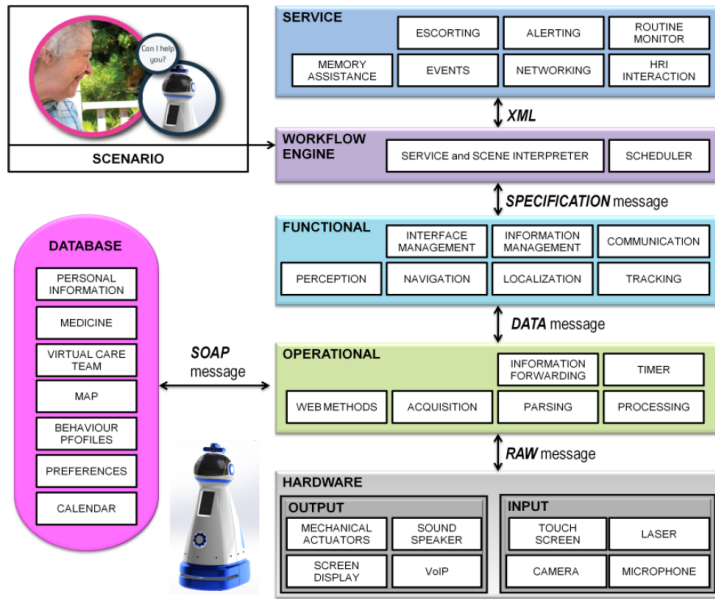 Can I help
you?
SCENARIO
SERVICE
ESCORTING
ALERTING
ROUTINE
MONITOR
MEMORY
ASSISTANCE
EVENTS
NETWORKING
HRI
INTERACTION
XML
WORKFLOW
ENGINE
SERVICE and SCENE INTERPRETER
SCHEDULER
SPECIFICATION message
FUNCTIONAL
INTERFACE
MANAGEMENT
INFORMATION
MANAGEMENT
COMMUNICATION
PERCEPTION
NAVIGATION
LOCALIZATION
TRACKING
DATA message
OPERATIONAL
INFORMATION
FORWARDING
TIMER
WEB METHODS
ACQUISITION
PARSING
PROCESSING
RAW message
HARDWARE
OUTPUT
MECHANICAL
ACTUATORS
SOUND
SPEAKER
SCREEN
DISPLAY
VoIP
INPUT
TOUCH
SCREEN
LASER
CAMERA
MICROPHONE
DATABASE
PERSONAL
INFORMATION
MEDICINE
VIRTUAL CARE
TEAM
MAP
BEHAVIOUR
PFOFILES
PREFERENCES
CALENDAR
SOAP
message